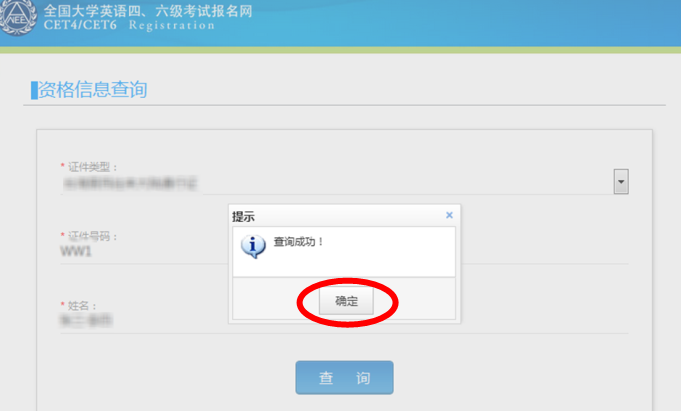 NEEA
全国大学英语四、六级考试报名网
CET4/CET6 Registration
资格信息查询
* 证件类型：
* 证件号码：
WW1
* 姓名：
提示
×
查询成功！
确定
查 询